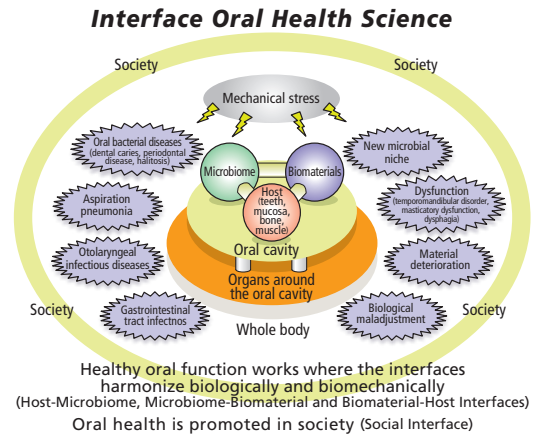 Interface Oral Health Science
Society
Society
Mechanical stress
Oral bacterial diseases
(dental caries, periodontal
disease, halitosis)
New microbial
niche
Microbiome
Biomaterials
Host
(teeth,
mucosa,
bone,
muscle)
Aspiration
pneumonia
Dysfunction
(temporomandibular disorder,
masticatory dysfunction,
dysphagia)
Oral cavity
Otolaryngeal
infectious diseases
Material
deterioration
Organs around
the oral cavity
Society
Society
Gastrointestinal
tract infectnos
Biological
maladjustment
Whole body
Healthy oral function works where the interfaces
harmonize biologically and biomechanically
(Host-Microbiome, Microbiome-Biomaterial and Biomaterial-Host Interfaces)
Oral health is promoted in society (Social Interface)